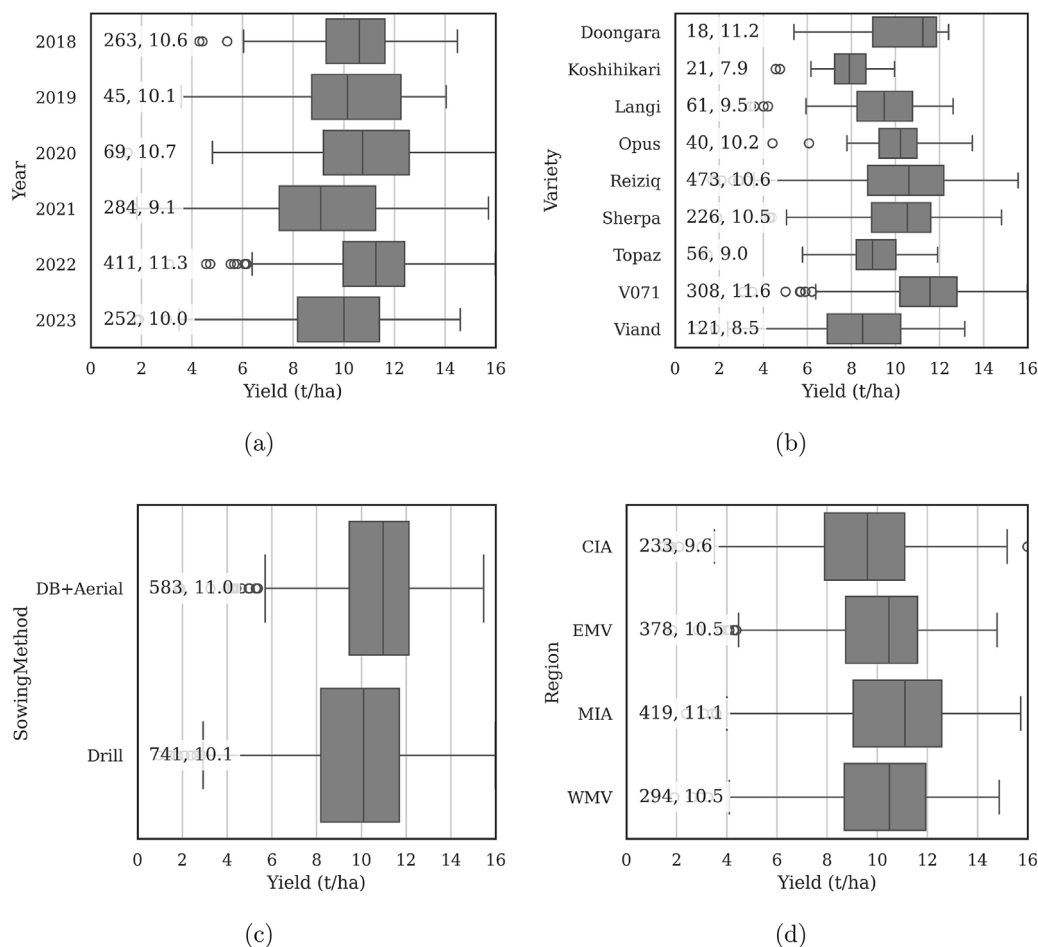 2018
263, 10.6
2019
45, 10.1
2020
69, 10.7
2021
284, 9.1
2022
411, 11.3
2023
252, 10.0
Year
0 2 4 6 8 10 12 14 16
Yield (t/ha)
(a)
Doongara
18, 11.2
Koshihikari
21, 7.9
Langi
61, 9.5
Opus
40, 10.2
Reiziq
473, 10.6
Sherpa
226, 10.5
Topaz
56, 9.0
V071
308, 11.6
Viand
121, 8.5
Variety
0 2 4 6 8 10 12 14 16
Yield (t/ha)
(b)
DB+Aerial
583, 11.0
Drill
741, 10.1
SowingMethod
0 2 4 6 8 10 12 14 16
Yield (t/ha)
(c)
CIA
233, 9.6
EMV
378, 10.5
MIA
419, 11.1
WMV
294, 10.5
Region
0 2 4 6 8 10 12 14 16
Yield (t/ha)
(d)